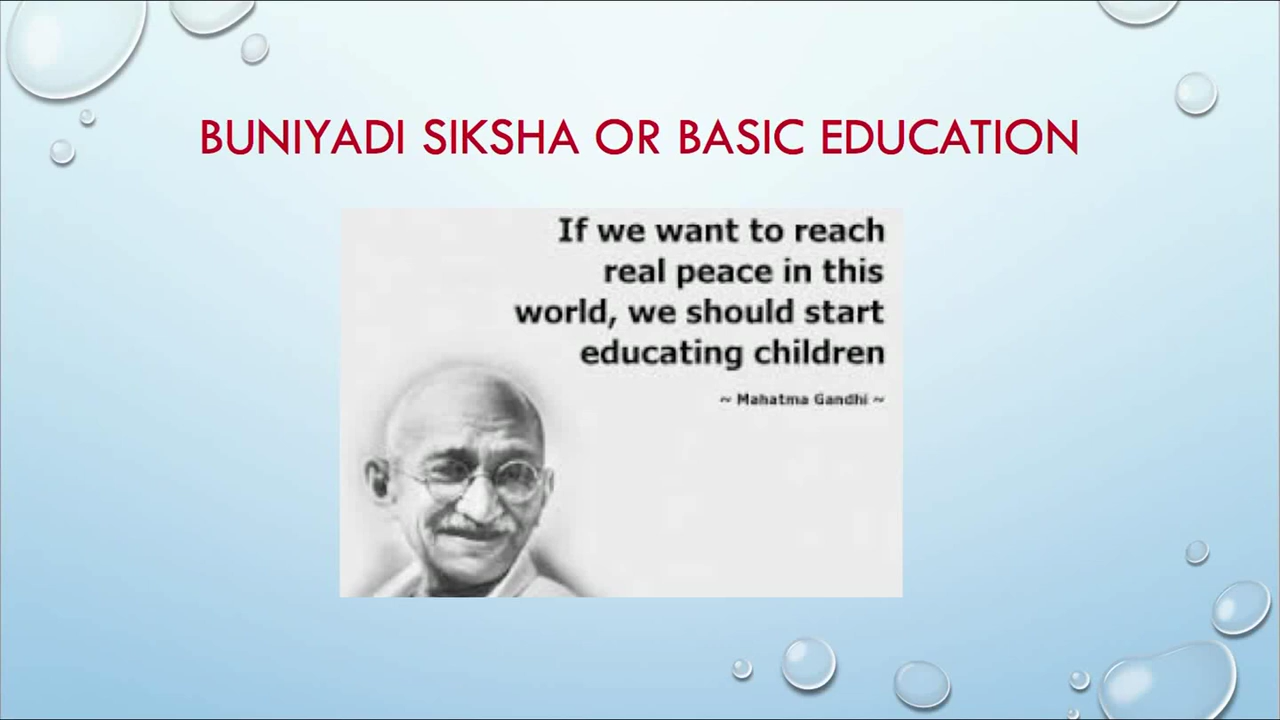 BUNIYADI SIKSHA OR BASIC EDUCATION
If we want to reach
real peace in this
world, we should start
educating children
~ Mahatma Gandhi ~